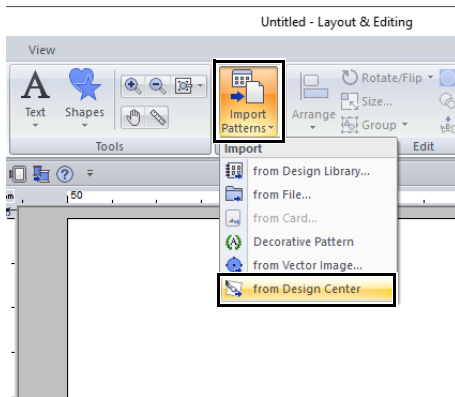 Untitled - Layout & Editing
View
Text
Shapes
Import
Patterns
Arrange
Rotate/Flip
Size...
Group
Tools
Edit
Import
from Design Library...
from File...
from Card...
Decorative Pattern
from Vector Image...
from Design Center
50